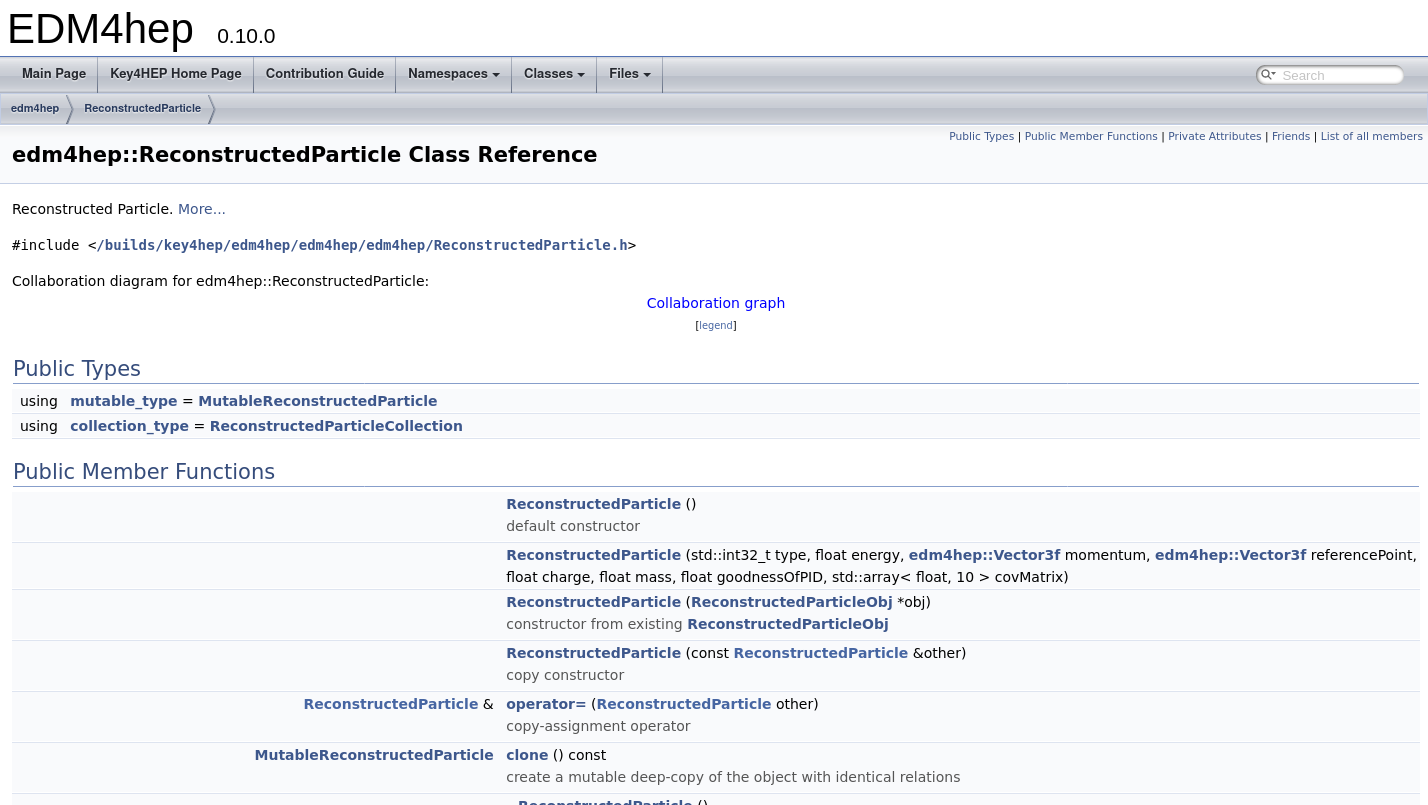 EDM4hep 0.10.0
Main Page Key4HEP Home Page Contribution Guide Namespaces Classes Files Search
edm4hep ReconstructedParticle
Public Types | Public Member Functions | Private Attributes | Friends | List of all members
edm4hep::ReconstructedParticle Class Reference
Reconstructed Particle. More...
#include </builds/key4hep/edm4hep/edm4hep/edm4hep/ReconstructedParticle.h>
Collaboration diagram for edm4hep::ReconstructedParticle:
Collaboration graph
[legend]
Public Types
using mutable_type = MutableReconstructedParticle
using collection_type = ReconstructedParticleCollection
Public Member Functions
ReconstructedParticle ()
default constructor
ReconstructedParticle (std::int32_t type, float energy, edm4hep::Vector3f momentum, edm4hep::Vector3f referencePoint,
float charge, float mass, float goodnessOfPID, std::array< float, 10 > covMatrix)
ReconstructedParticle (ReconstructedParticleObj *obj)
constructor from existing ReconstructedParticleObj
ReconstructedParticle (const ReconstructedParticle &other)
copy constructor
ReconstructedParticle & operator= (ReconstructedParticle other)
copy-assignment operator
MutableReconstructedParticle clone () const
create a mutable deep-copy of the object with identical relations
ReconstructedParticle ()